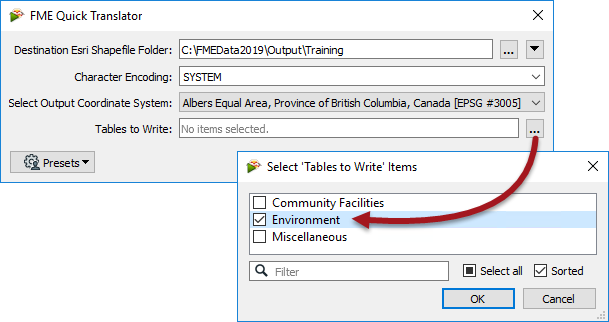 FME Quick Translator
Destination Esri Shapefile Folder: C:\FMEData2019\Output\Training ...
Character Encoding: SYSTEM
Select Output Coordinate System: Albers Equal Area, Province of British Columbia, Canada [EPSG #3005]
Tables to Write: No items selected. ...
Presets
Select 'Tables to Write' Items
Community Facilities
Environment
Miscellaneous
Filter Select all Sorted
OK Cancel